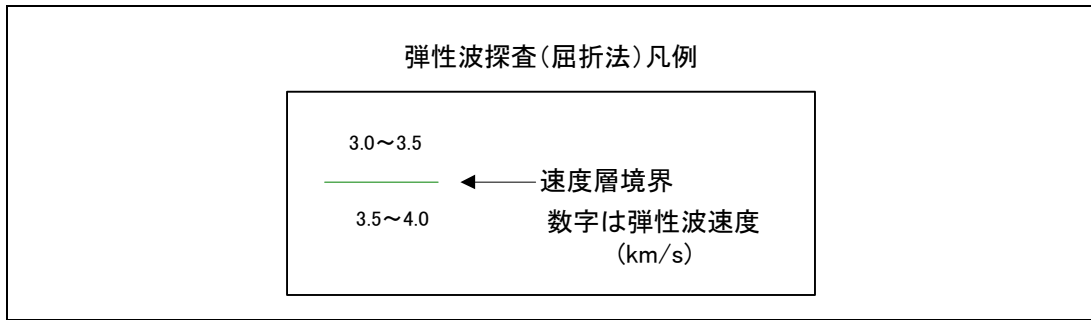 弾性波探査(屈折法)凡例
3.0～3.5
速度層境界
3.5～4.0
数字は弾性波速度
(km/s)